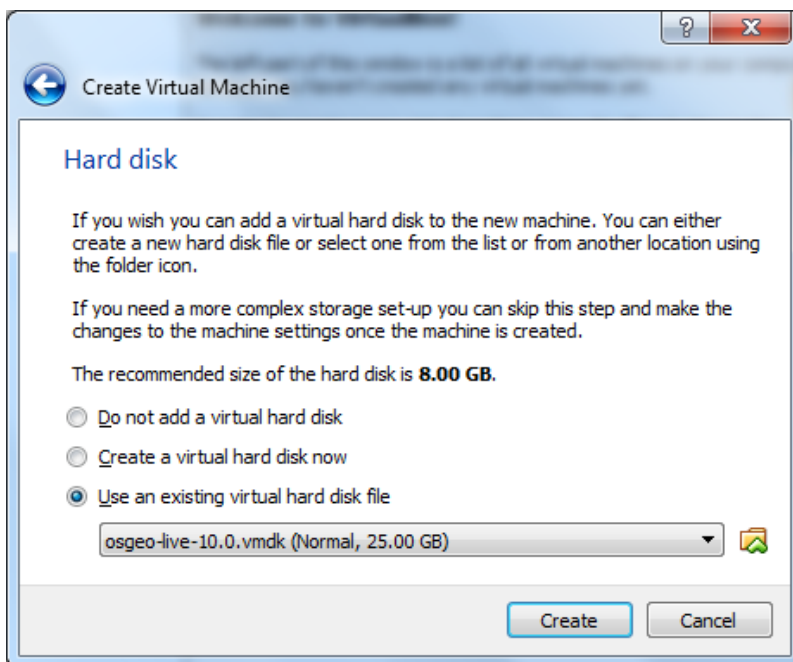 Create Virtual Machine
Hard disk
If you wish you can add a virtual hard disk to the new machine. You can either
create a new hard disk file or select one from the list or from another location using
the folder icon.
If you need a more complex storage set-up you can skip this step and make the
changes to the machine settings once the machine is created.
The recommended size of the hard disk is 8.00 GB.
Do not add a virtual hard disk
Create a virtual hard disk now
Use an existing virtual hard disk file
osgeo-live-10.0.vmdk (Normal, 25.00 GB)
Create Cancel